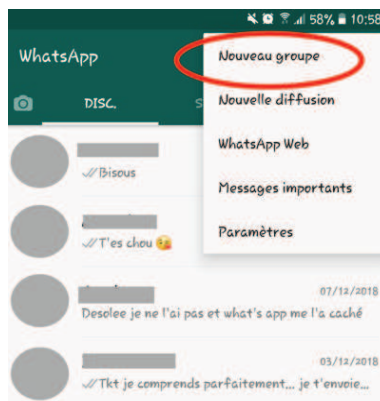 58% 10:58
WhatsApp
Nouveau groupe
DISC.
S
Nouvelle diffusion
WhatsApp Web
Messages importants
Paramètres
Bisous
T'es chou
07/12/2018
Desolee je ne l'ai pas et what's app me l'a caché
03/12/2018
Tkt je comprends parfaitement... je t'envoie...